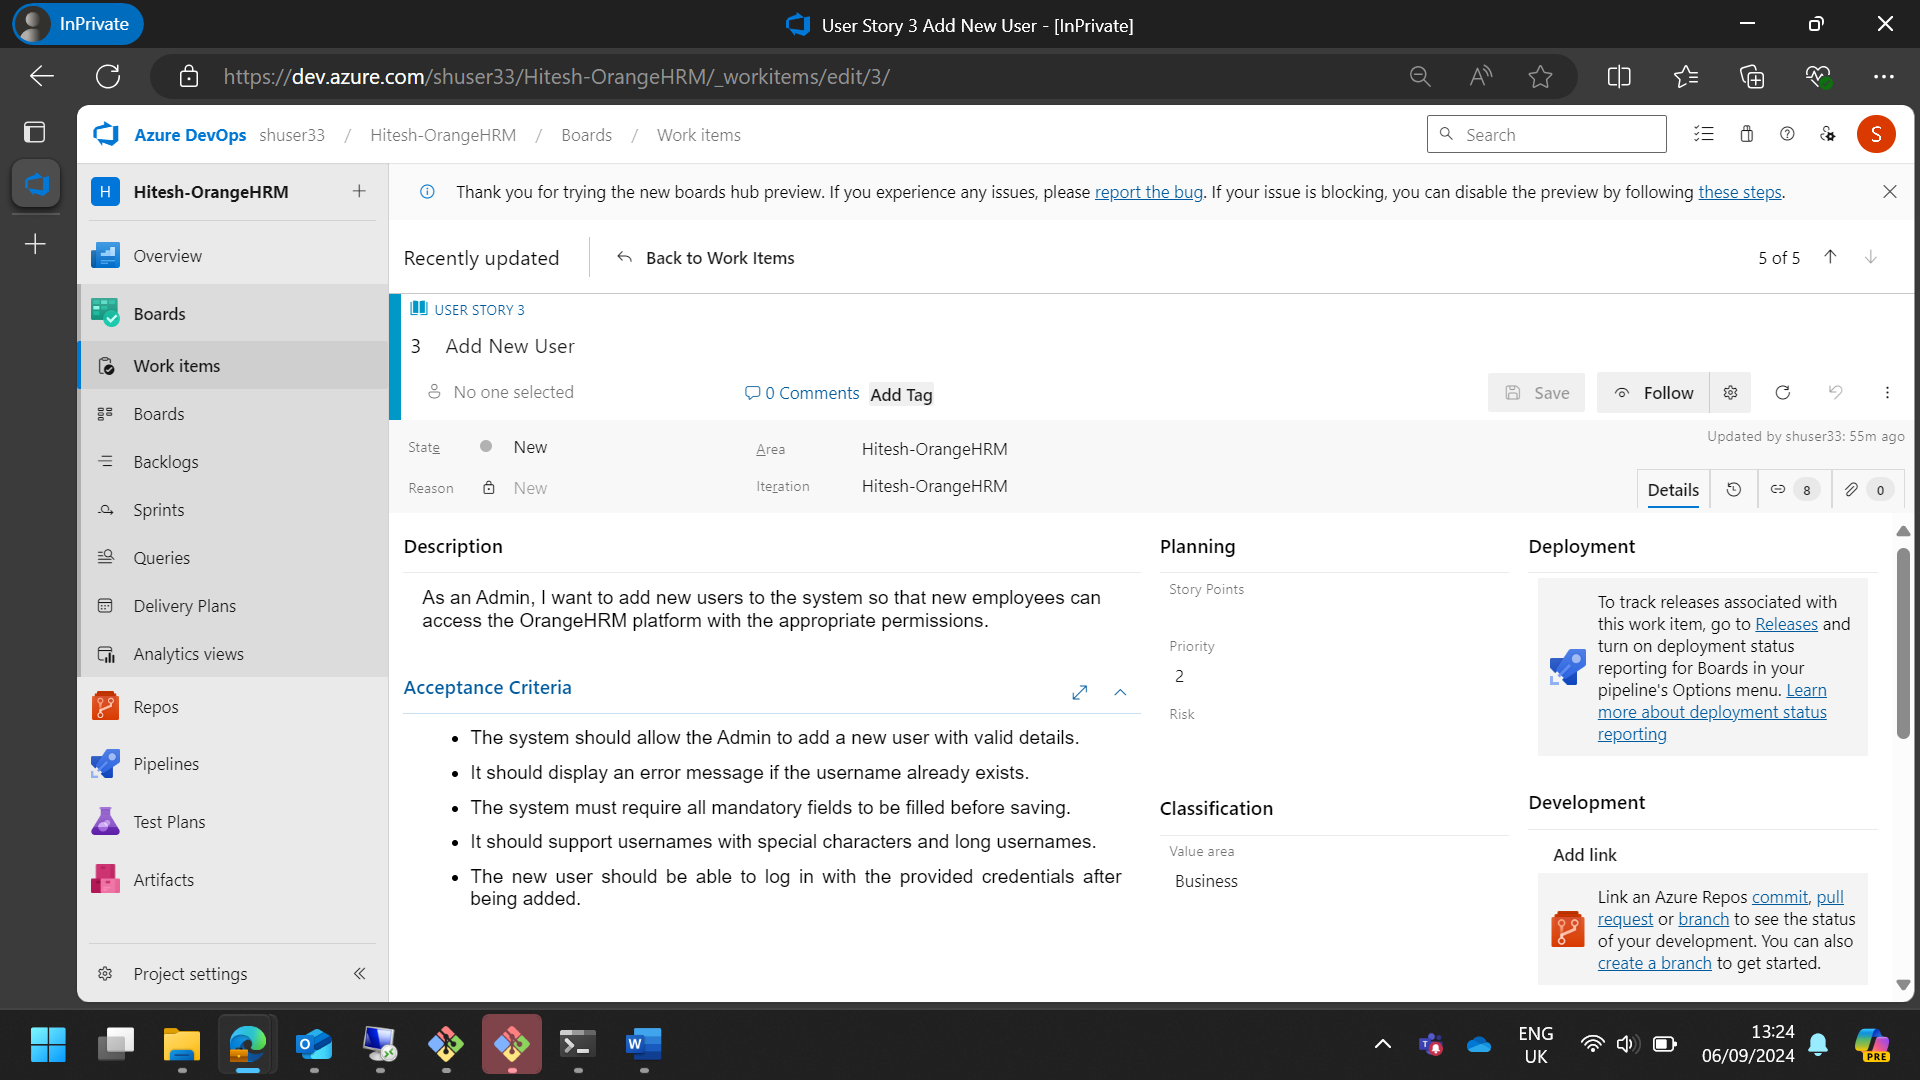 InPrivate
User Story 3 Add New User - [InPrivate]
https://dev.azure.com/shuser33/Hitesh-OrangeHRM/_workitems/edit/3/
Azure DevOps shuser33 / Hitesh-OrangeHRM / Boards / Work items
Search
S
H Hitesh-OrangeHRM
Overview
Boards
Work items
Boards
Backlogs
Sprints
Queries
Delivery Plans
Analytics views
Repos
Pipelines
Test Plans
Artifacts
Project settings
Thank you for trying the new boards hub preview. If you experience any issues, please report the bug. If your issue is blocking, you can disable the preview by following these steps.
Recently updated
Back to Work Items
5 of 5
USER STORY 3
3 Add New User
No one selected
0 Comments
Add Tag
Save
Follow
State New
Area Hitesh-OrangeHRM
Updated by shuser33: 55m ago
Reason New
Iteration Hitesh-OrangeHRM
Details 8 0
Description
As an Admin, I want to add new users to the system so that new employees can
access the OrangeHRM platform with the appropriate permissions.
Acceptance Criteria
• The system should allow the Admin to add a new user with valid details.
• It should display an error message if the username already exists.
• The system must require all mandatory fields to be filled before saving.
• It should support usernames with special characters and long usernames.
• The new user should be able to log in with the provided credentials after
being added.
Planning
Story Points
Priority
2
Risk
Classification
Value area
Business
Deployment
To track releases associated with
this work item, go to Releases and
turn on deployment status
reporting for Boards in your
pipeline's Options menu. Learn
more about deployment status
reporting
Development
Add link
Link an Azure Repos commit, pull
request or branch to see the status
of your development. You can also
create a branch to get started.
ENG
UK
13:24
06/09/2024
PRE